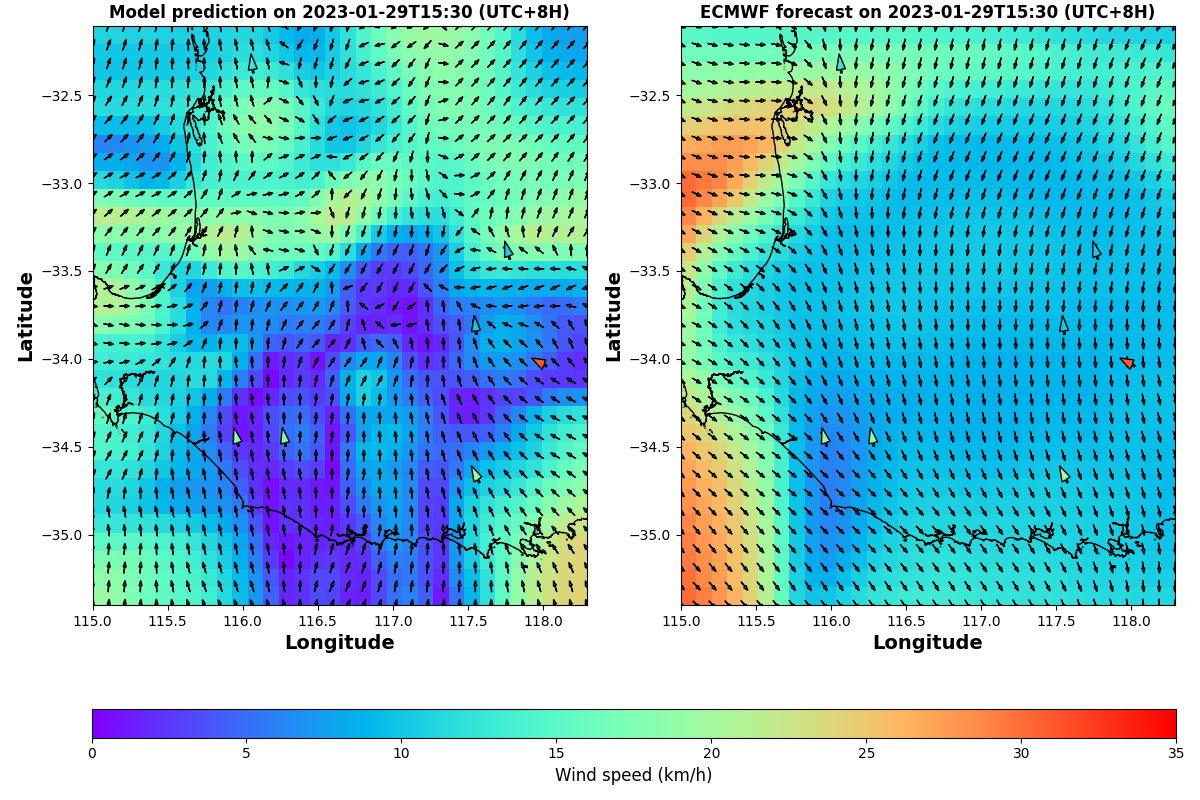 Model prediction on 2023-01-29T15:30 (UTC+8H)
ECMWF forecast on 2023-01-29T15:30 (UTC+8H)
Latitude
−32.5
−33.0
−33.5
−34.0
−34.5
−35.0
115.0 115.5 116.0 116.5 117.0 117.5 118.0
Longitude
Latitude
−32.5
−33.0
−33.5
−34.0
−34.5
−35.0
115.0 115.5 116.0 116.5 117.0 117.5 118.0
Longitude
0 5 10 15 20 25 30 35
Wind speed (km/h)